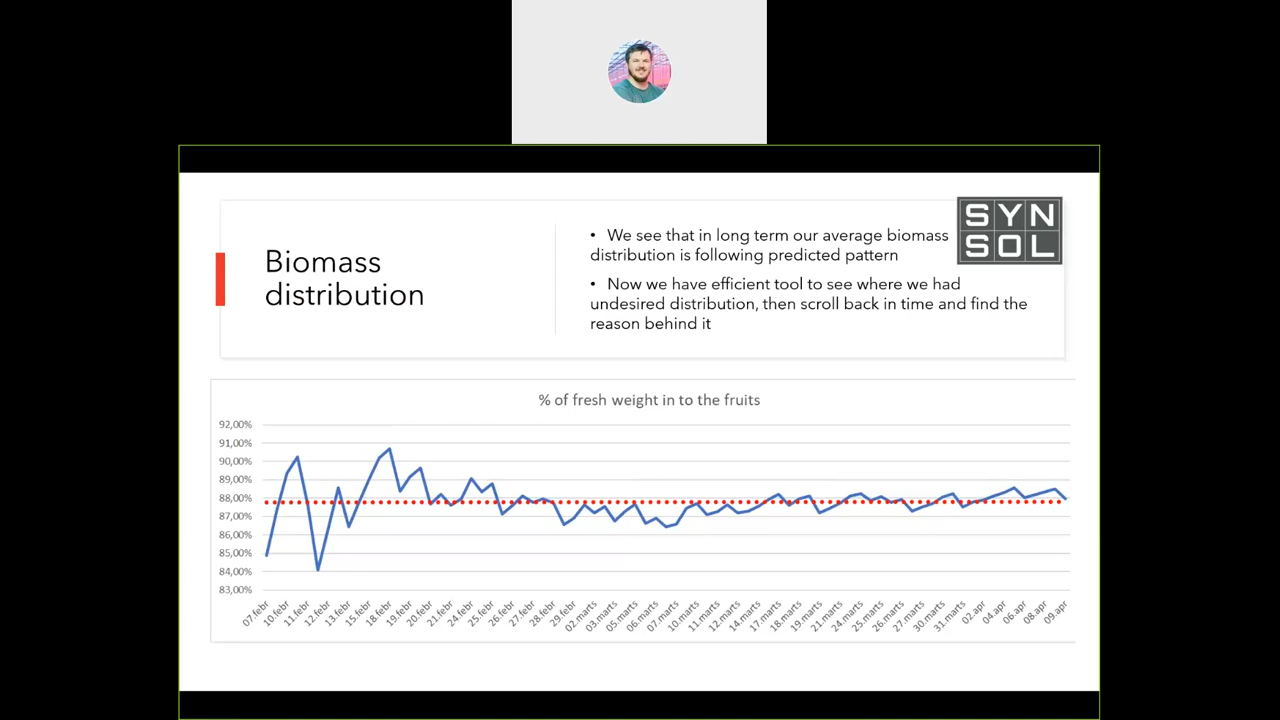 SYN
SOL
Biomass
distribution
• We see that in long term our average biomass
distribution is following predicted pattern
• Now we have efficient tool to see where we had
undesired distribution, then scroll back in time and find the
reason behind it
% of fresh weight in to the fruits
92,00%
91,00%
90,00%
89,00%
88,00%
87,00%
86,00%
85,00%
84,00%
83,00%
07.febr
10.febr
11.febr
12.febr
13.febr
14.febr
17.febr
18.febr
19.febr
20.febr
21.febr
24.febr
25.febr
26.febr
27.febr
28.febr
29.febr
02.marts
03.marts
05.marts
06.marts
07.marts
10.marts
11.marts
12.marts
14.marts
17.marts
18.marts
19.marts
21.marts
24.marts
25.marts
26.marts
27.marts
30.marts
31.marts
02.apr
04.apr
06.apr
08.apr
09.apr